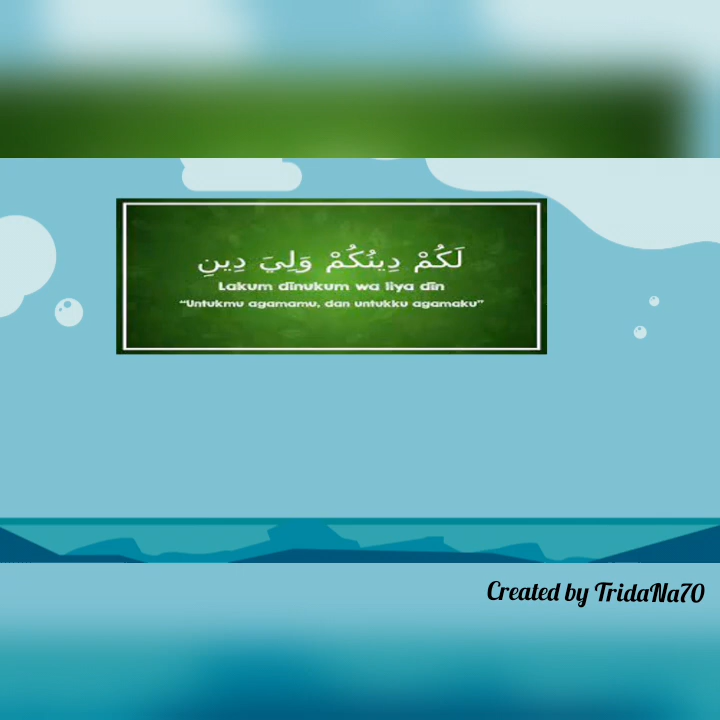 لَكُمْ دِينُكُمْ وَلِيَ دِينِ
Lakum dīnukum wa liya dīn
“Untukmu agamamu, dan untukku agamaku”
Created by TridaNa70